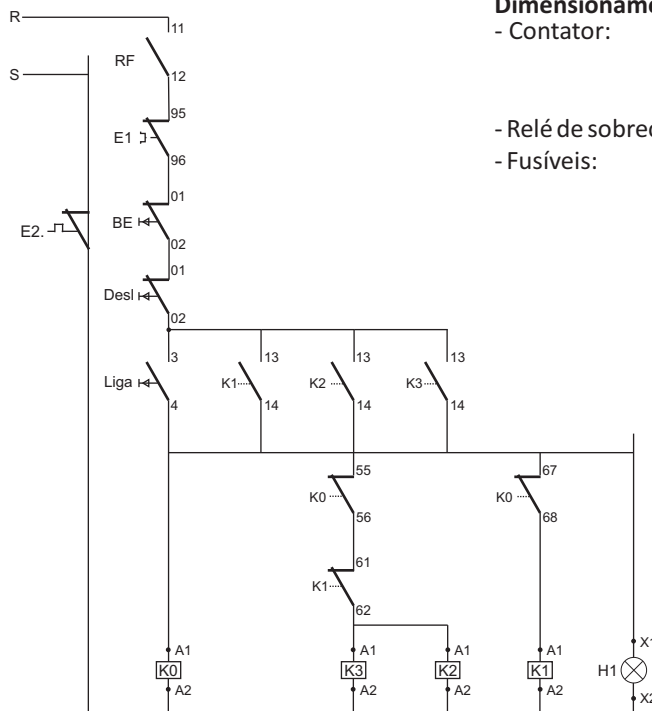 Dimensioname
- Contator:
- Relé de sobrec
- Fusíveis:
R
11
RF
S
12
95
E1
96
01
BE
E2.
02
01
Desl
02
3 13 13 13
Liga K1 K2 K3
4 14 14 14
55 67
K0 K0
56 68
61
K1
62
A1 A1 A1 A1 X1
K0 K3 K2 K1 H1
A2 A2 A2 A2 X2